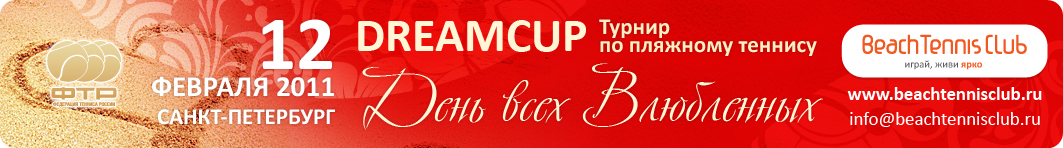 ФТР
ФЕДЕРАЦИЯ ТЕННИСА РОССИИ
12
ФЕВРАЛЯ 2011
САНКТ-ПЕТЕРБУРГ
DREAMCUP
Турнир
по пляжному теннису
День всех Влюбленных
BeachTennis Club
играй, живи ярко
www.beachtennisclub.ru
info@beachtennisclub.ru